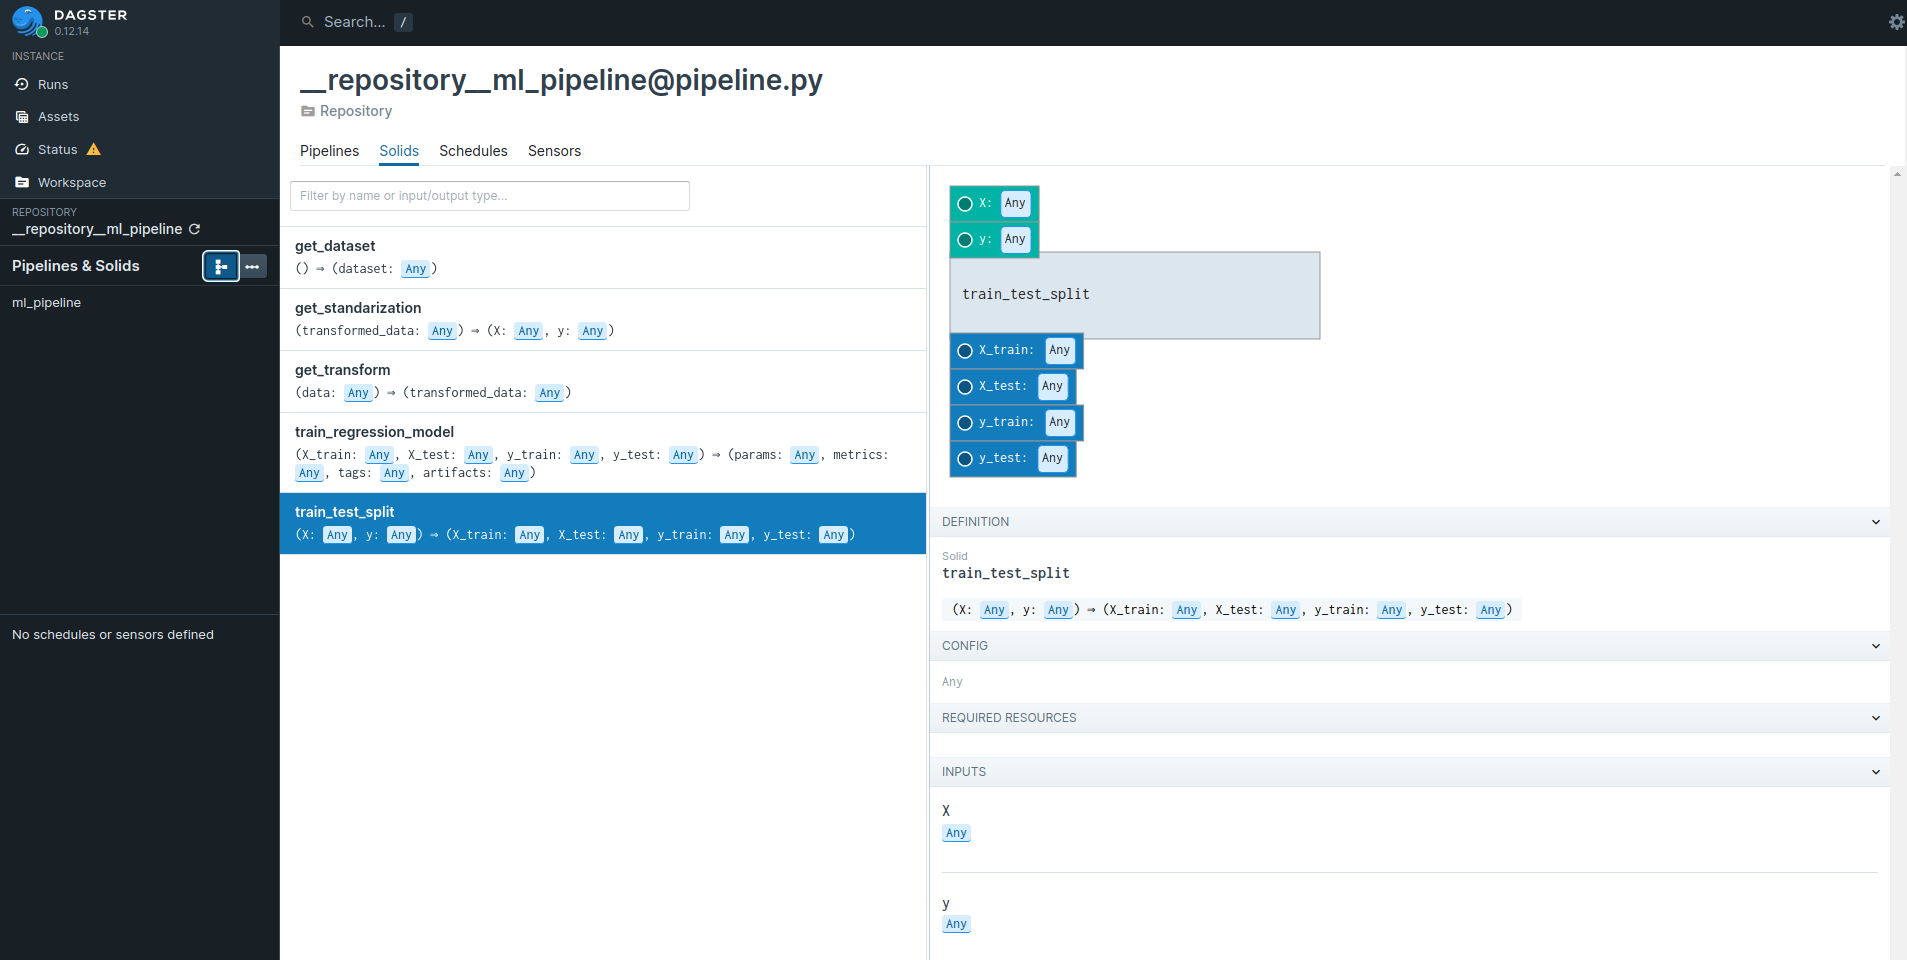 DAGSTER
0.12.14
Search... /
INSTANCE
Runs
Assets
Status
Workspace
REPOSITORY
__repository__ml_pipeline
Pipelines & Solids
ml_pipeline
No schedules or sensors defined
__repository__ml_pipeline@pipeline.py
Repository
Pipelines Solids Schedules Sensors
Filter by name or input/output type...
get_dataset
() ⇒ (dataset: Any)
get_standarization
(transformed_data: Any) ⇒ (X: Any, y: Any)
get_transform
(data: Any) ⇒ (transformed_data: Any)
train_regression_model
(X_train: Any, X_test: Any, y_train: Any, y_test: Any) ⇒ (params: Any, metrics:
Any, tags: Any, artifacts: Any)
train_test_split
(X: Any, y: Any) ⇒ (X_train: Any, X_test: Any, y_train: Any, y_test: Any)
X: Any
y: Any
train_test_split
X_train: Any
X_test: Any
y_train: Any
y_test: Any
DEFINITION
Solid
train_test_split
(X: Any, y: Any) ⇒ (X_train: Any, X_test: Any, y_train: Any, y_test: Any)
CONFIG
Any
REQUIRED RESOURCES
INPUTS
X
Any
y
Any